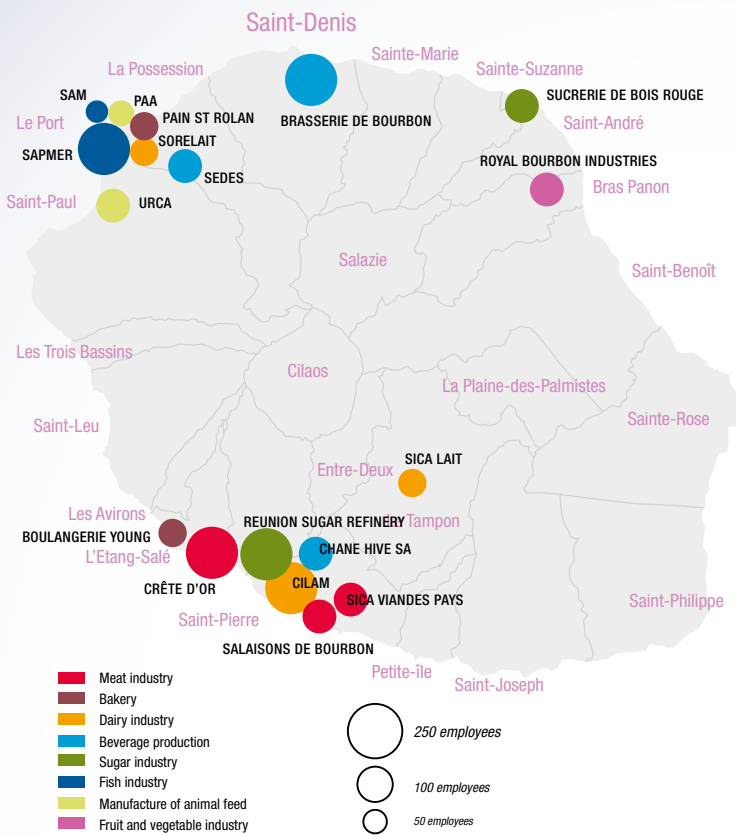 Saint-Denis
Sainte-Marie
La Possession
Sainte-Suzanne
SAM
PAA
SUCRERIE DE BOIS ROUGE
Le Port
PAIN ST ROLAN
BRASSERIE DE BOURBON
Saint-André
SORELAIT
SAPMER
ROYAL BOURBON INDUSTRIES
SEDES
Bras Panon
Saint-Paul
URCA
Salazie
Saint-Benoît
Les Trois Bassins
Cilaos
La Plaine-des-Palmistes
Saint-Leu
Sainte-Rose
SICA LAIT
Entre-Deux
Les Avirons
REUNION SUGAR REFINERY
Tampon
BOULANGERIE YOUNG
CHANE HIVE SA
L'Etang-Salé
CRÊTE D'OR
CILAM
SICA VIANDES PAYS
Saint-Philippe
Saint-Pierre
SALAISONS DE BOURBON
Petite-île
Saint-Joseph
Meat industry
Bakery
Dairy industry
Beverage production
Sugar industry
Fish industry
Manufacture of animal feed
Fruit and vegetable industry
250 employees
100 employees
50 employees